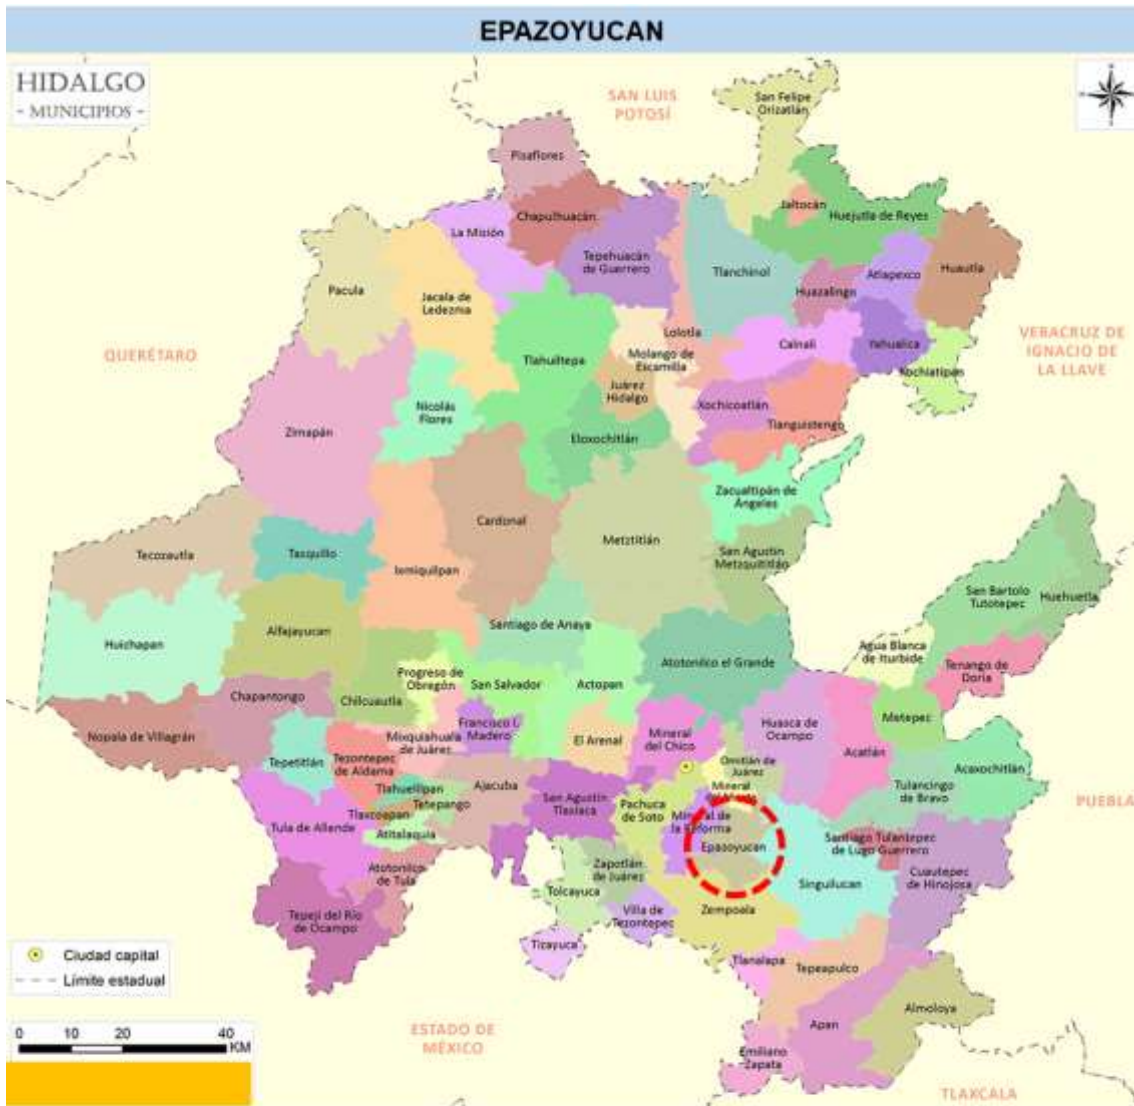 EPAZOYUCAN
HIDALGO
- MUNICIPIOS -
SAN LUIS
POTOSÍ
San Felipe
Orizatlán
Pisaflores
Jaltocán
Huejutla de Reyes
Chapulhuacán
La Misión
Tepehuacán
de Guerrero
Tlanchinol
Atlapexco
Huautla
Pacula
Jacala de
Ledezma
Huazalingo
QUERÉTARO
VERACRUZ DE
IGNACIO DE
LA LLAVE
Lolotla
Molango de
Escamilla
Calnali
Yahualica
Tlahuiltepa
Xochiatipan
Juárez
Hidalgo
Nicolás
Flores
Xochicoatlán
Tianguistengo
Zimapán
Eloxochitlán
Zacualtipán de
Ángeles
Cardonal
Metztitlán
Tecozautla
Tasquillo
San Agustín
Metzquititlán
Ixmiquilpan
San Bartolo
Tutotepec
Huehuetla
Santiago de Anaya
Huichapan
Alfajayucan
Agua Blanca
de Iturbide
Atotonilco el Grande
Tenango de
Doria
Progreso de
Obregón
San Salvador
Actopan
Chapantongo
Chilcuautla
Metepec
Nopala de Villagrán
Mixquiahuala
de Juárez
Francisco I.
Madero
El Arenal
Mineral
del Chico
Huasca de
Ocampo
Acatlán
Tepetitlán
Tezontepec
de Aldama
Omitlán de
Juárez
Acaxochitlán
Tlahuelilpan
Ajacuba
Tulancingo
de Bravo
Tetepango
San Agustín
Tlaxiaca
Pachuca
de Soto
Mineral
del Monte
PUEBLA
Tlaxcoapan
Tula de Allende
Atitalaquia
Mineral de
la Reforma
Epazoyucan
Santiago Tulantepec
de Lugo Guerrero
Atotonilco
de Tula
Zapotlán
de Juárez
Singuilucan
Cuautepec
de Hinojosa
Tolcayuca
Tepeji del Río
de Ocampo
Villa de
Tezontepec
Zempoala
Tizayuca
Tlanalapa
Tepeapulco
Ciudad capital
Límite estadual
Almoloya
Apan
0 10 20 40
KM
ESTADO DE
MÉXICO
Emiliano
Zapata
TLAXCALA